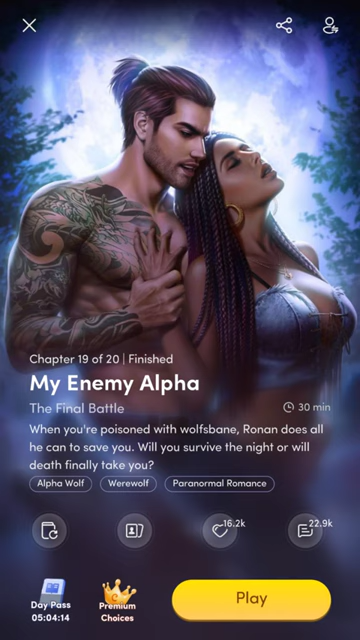 Chapter 19 of 20 | Finished
My Enemy Alpha
The Final Battle
30 min
When you're poisoned with wolfsbane, Ronan does all
he can to save you. Will you survive the night or will
death finally take you?
Alpha Wolf
Werewolf
Paranormal Romance
16.2k
22.9k
Day Pass
05:04:14
Premium
Choices
Play